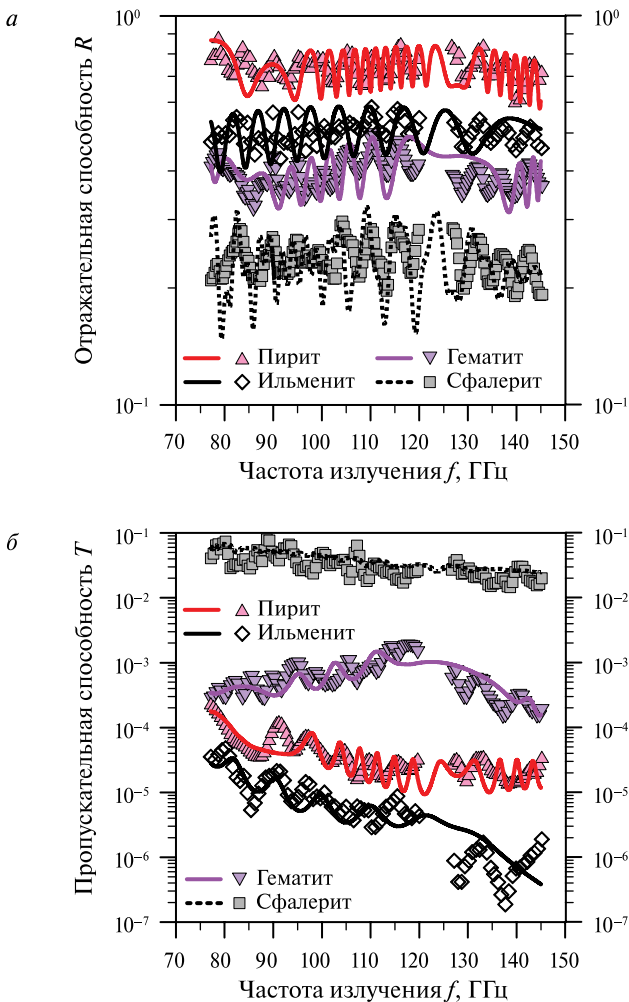 а
Отражательная способность R
10⁰
10⁰
Пирит
Гематит
Ильменит
Сфалерит
10⁻¹
10⁻¹
70 80 90 100 110 120 130 140 150
Частота излучения f, ГГц
б
Пропускательная способность T
10⁻¹
10⁻¹
10⁻²
10⁻²
Пирит
Ильменит
10⁻³
10⁻³
10⁻⁴
10⁻⁴
10⁻⁵
10⁻⁵
10⁻⁶
10⁻⁶
Гематит
Сфалерит
10⁻⁷
10⁻⁷
70 80 90 100 110 120 130 140 150
Частота излучения f, ГГц